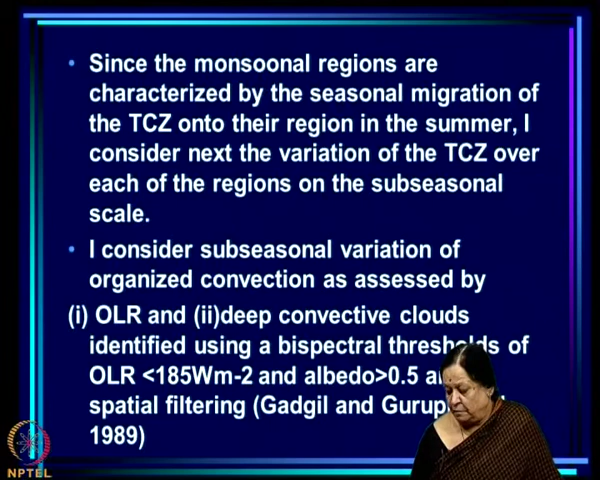 • Since the monsoonal regions are
characterized by the seasonal migration of
the TCZ onto their region in the summer, I
consider next the variation of the TCZ over
each of the regions on the subseasonal
scale.
• I consider subseasonal variation of
organized convection as assessed by
(i) OLR and (ii)deep convective clouds
identified using a bispectral thresholds of
OLR <185Wm-2 and albedo>0.5
spatial filtering (Gadgil and
1989)
NPTEL